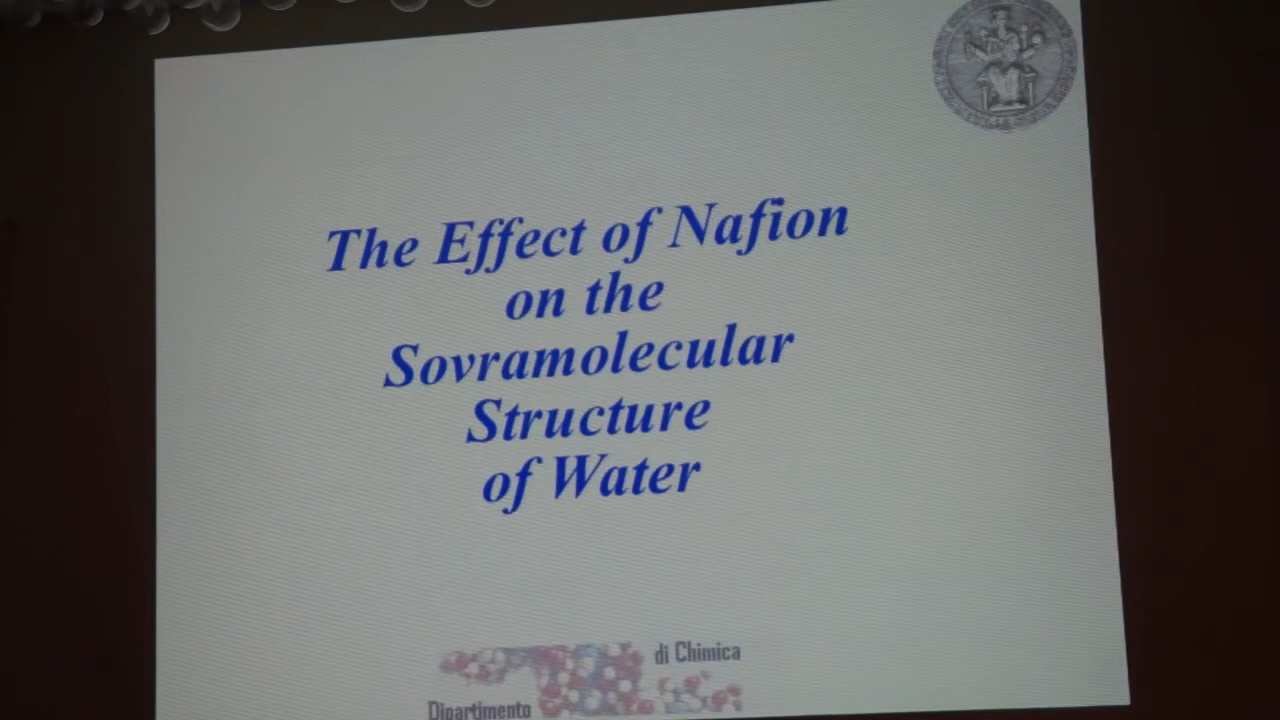 The Effect of Nafion
on the
Sovramolecular
Structure
of Water
di Chimica
Dipartimento